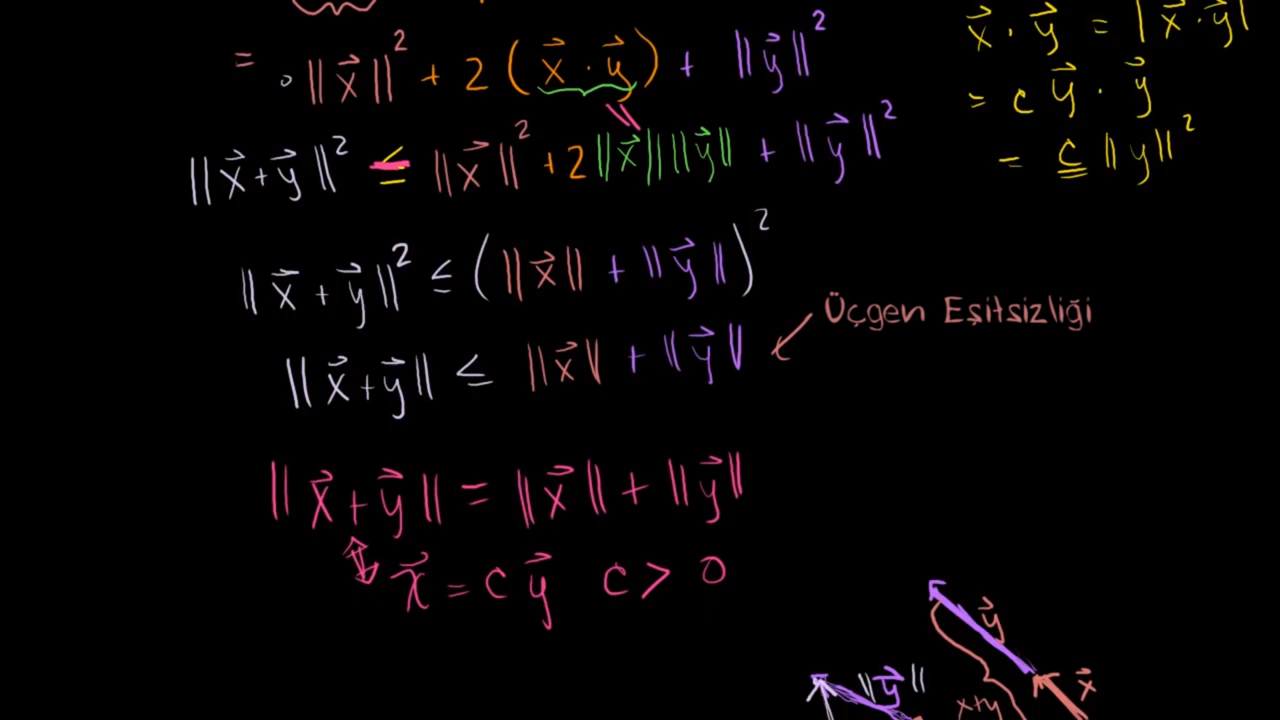 = ‖x⃗‖² + 2(x⃗ · y⃗) + ‖y⃗‖²
‖x⃗+y⃗‖² ≤ ‖x⃗‖² + 2‖x⃗‖‖y⃗‖ + ‖y⃗‖²
‖x⃗ + y⃗‖² ≤ (‖x⃗‖ + ‖y⃗‖)²
‖x⃗+y⃗‖ ≤ ‖x⃗‖ + ‖y⃗‖
Üçgen Eşitsizliği
‖x⃗+y⃗‖ = ‖x⃗‖ + ‖y⃗‖
⇕ x⃗ = c y⃗ c > 0
x⃗ · y⃗ = |x⃗ · y⃗|
= c y⃗ · y⃗
= c ‖y‖²
y⃗
x⃗
‖y⃗‖
x+y